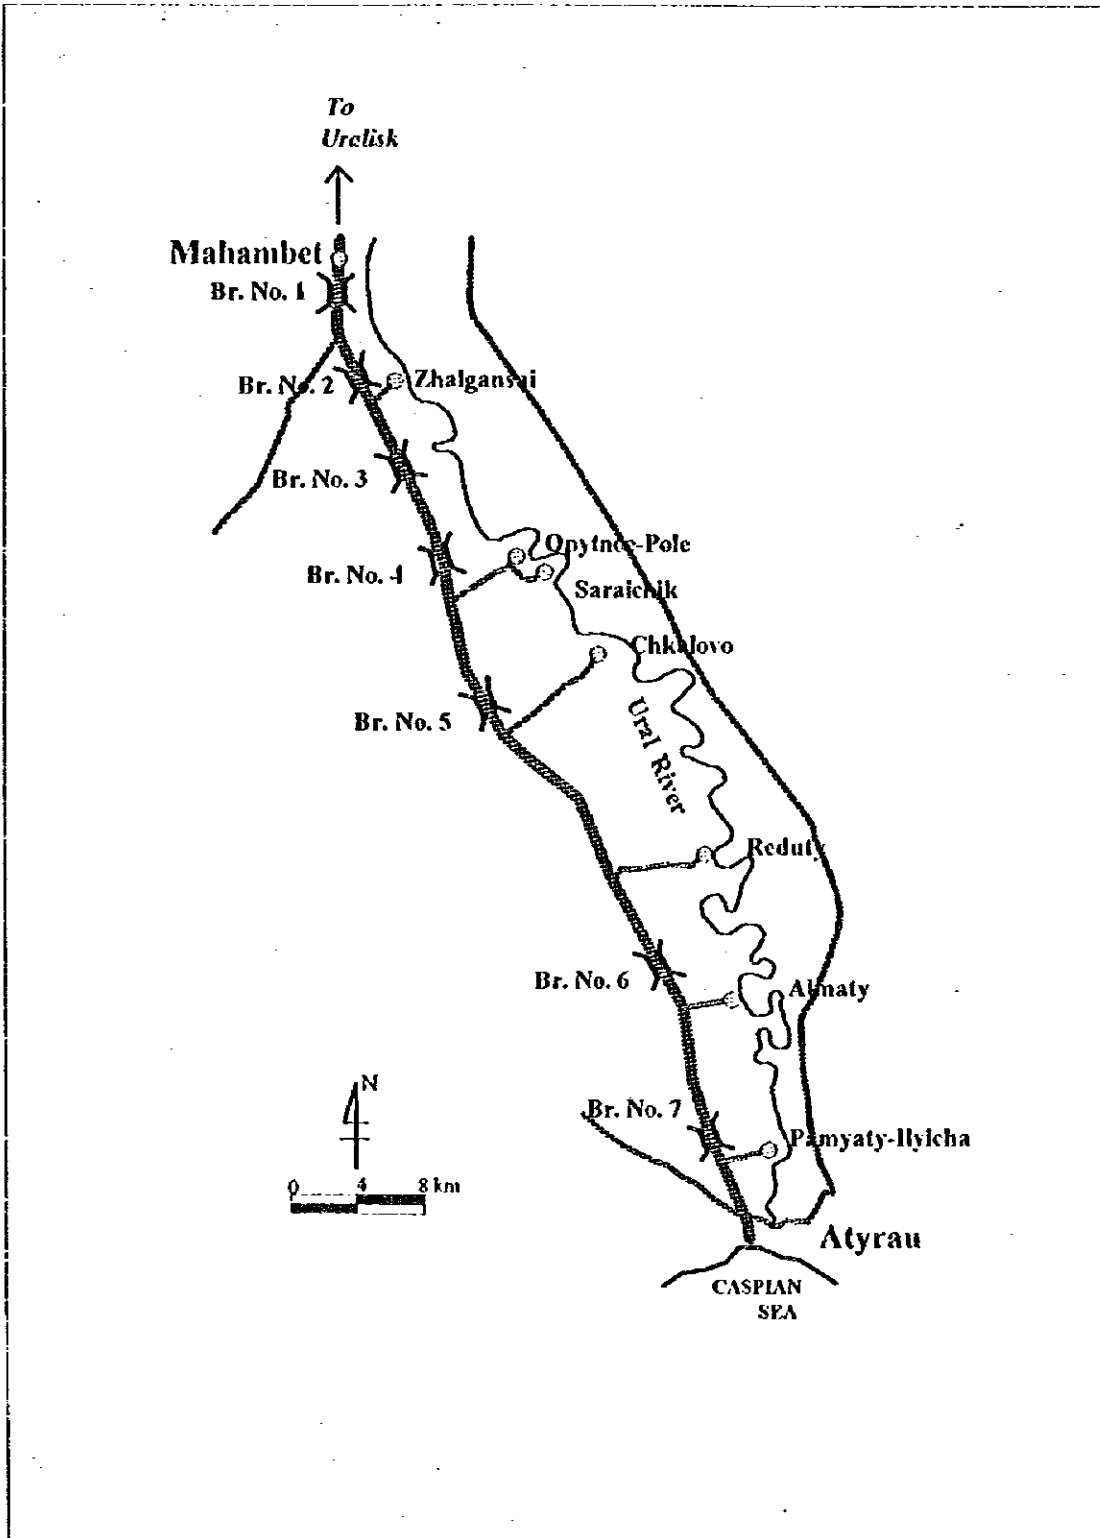 To
Uralisk
Mahambet
Br. No. 1
Br. No. 2
Zhalgansai
Br. No. 3
Opytnoe-Pole
Br. No. 4
Saraichik
Chkalovo
Br. No. 5
Ural River
Reduty
Br. No. 6
Almaty
N
Br. No. 7
Pamyaty-Ilyicha
0 4 8 km
Atyrau
CASPIAN
SEA